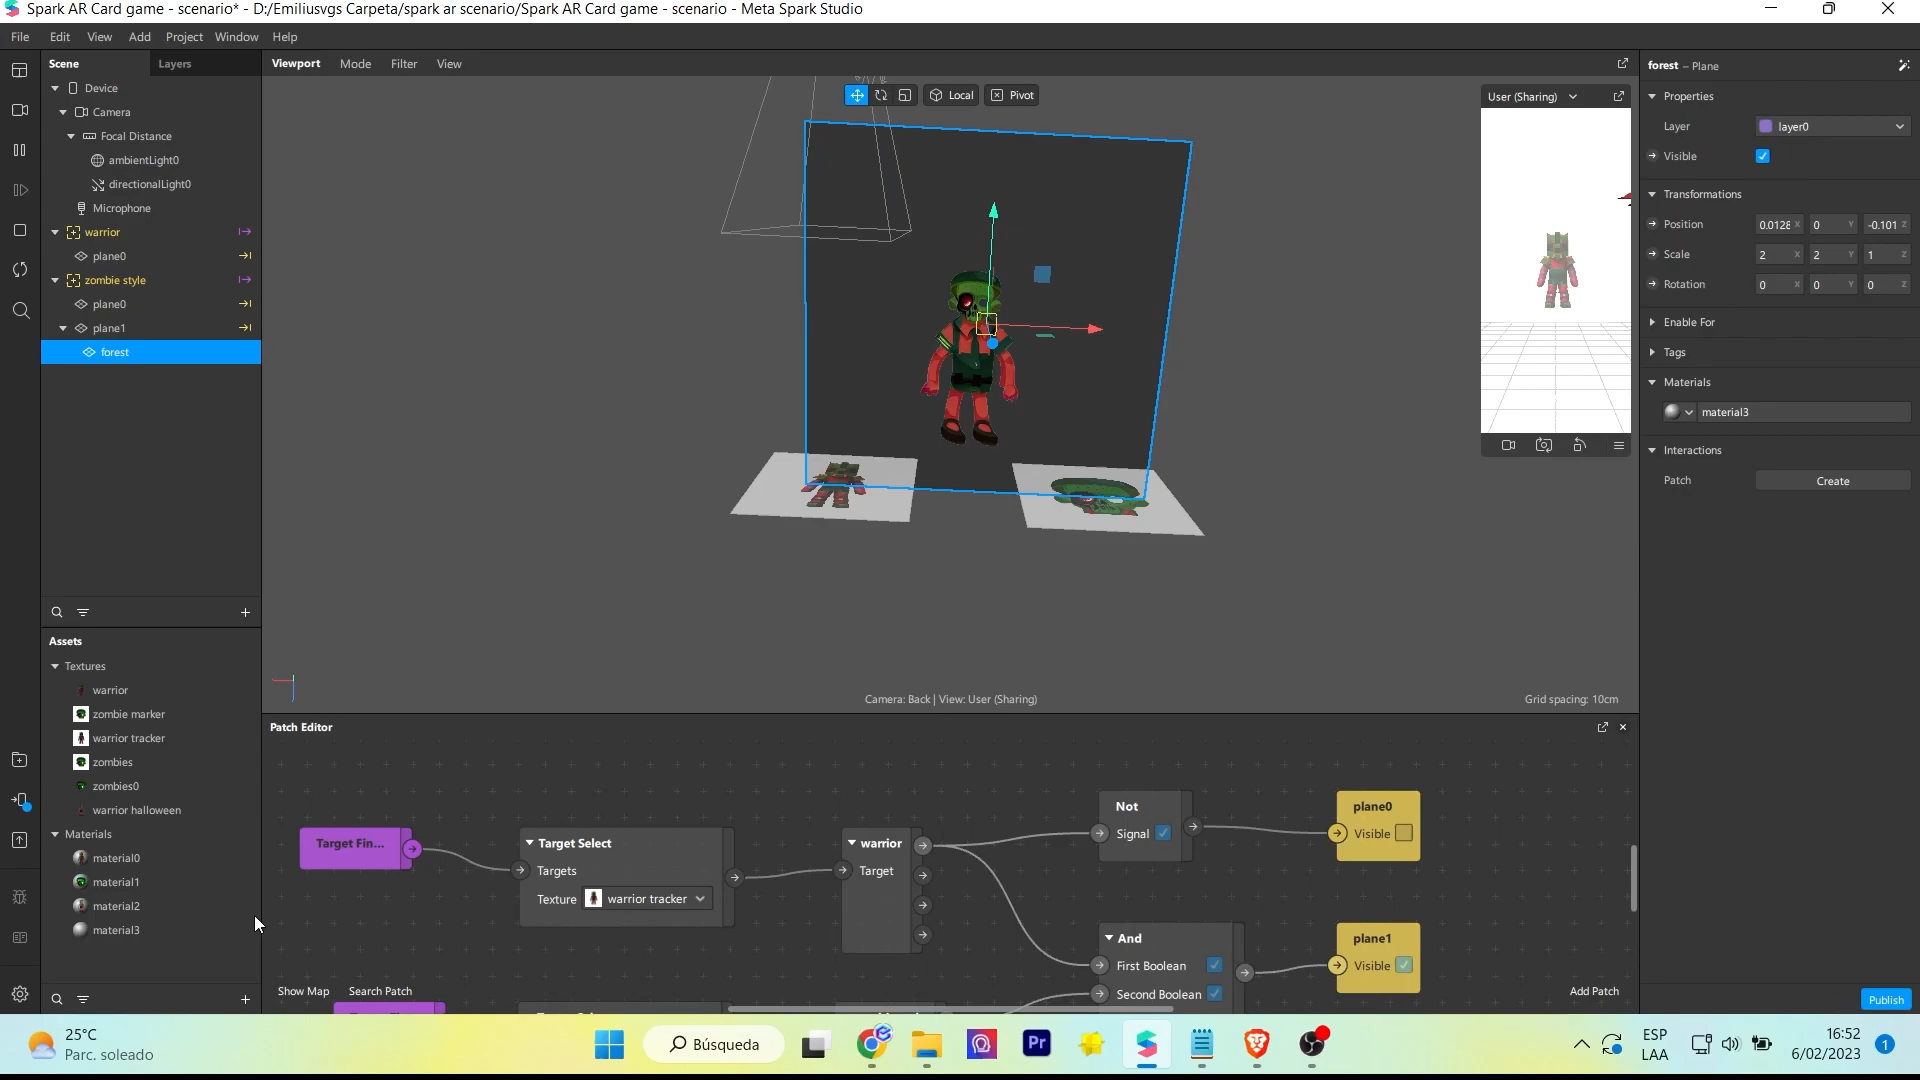 Spark AR Card game - scenario* - D:/Emiliusvgs Carpeta/spark ar scenario/Spark AR Card game - scenario - Meta Spark Studio
File Edit View Add Project Window Help
Scene Layers
Device
Camera
Focal Distance
ambientLight0
directionalLight0
Microphone
warrior
plane0
zombie style
plane0
plane1
forest
Assets
Textures
warrior
zombie marker
warrior tracker
zombies
zombies0
warrior halloween
Materials
material0
material1
material2
material3
Viewport Mode Filter View
Local Pivot
User (Sharing)
Camera: Back | View: User (Sharing)
Grid spacing: 10cm
Patch Editor
Target Fin...
Target Select
Targets
Texture warrior tracker
warrior
Target
Not
Signal
plane0
Visible
And
First Boolean
Second Boolean
plane1
Visible
Show Map Search Patch
Add Patch
forest – Plane
Properties
Layer layer0
Visible
Transformations
Position 0.0128 X 0 Y -0.101 Z
Scale 2 X 2 Y 1 Z
Rotation 0 X 0 Y 0 Z
Enable For
Tags
Materials
material3
Interactions
Patch Create
Publish
25°C
Parc. soleado
Búsqueda
Pr
ESP
LAA
16:52
6/02/2023
1